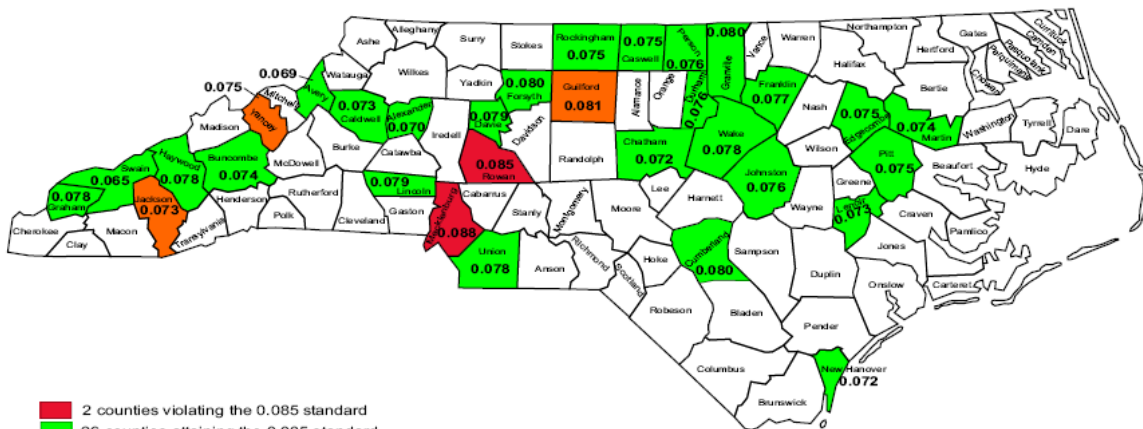 Alleghany
Ashe
Surry
Stokes
Rockingham
0.075
0.075
Caswell
Person
0.076
0.080
Granville
Vance
Warren
Northampton
Gates
Currituck
Camden
Pasquotank
Perquimans
Chowan
Hertford
Halifax
Bertie
0.069
Watauga
Wilkes
Yadkin
0.080
Forsyth
Guilford
0.081
Alamance
Orange
Durham
0.076
Franklin
0.077
Nash
0.075
Edgecombe
0.074
Martin
Washington
Tyrrell
Dare
0.075
Mitchell
Avery
yancey
0.073
Caldwell
Alexander
0.070
Iredell
0.079
Davie
Davidson
Madison
Burke
Catawba
0.085
Rowan
Randolph
Chatham
0.072
Wake
0.078
Wilson
Pitt
0.075
Beaufort
Hyde
Swain
0.065
Haywood
0.078
Buncombe
0.074
McDowell
0.079
Lincoln
Johnston
0.076
Greene
Lenoir
0.073
Craven
Pamlico
0.078
Graham
Jackson
0.073
Henderson
Rutherford
Polk
Cleveland
Gaston
Mecklenburg
0.088
Cabarrus
Stanly
Montgomery
Moore
Lee
Harnett
Wayne
Jones
Cherokee
Clay
Macon
Transylvania
Union
0.078
Anson
Richmond
Scotland
Hoke
Cumberland
0.080
Sampson
Duplin
Onslow
Carteret
Robeson
Bladen
Pender
Columbus
Brunswick
New Hanover
0.072
2 counties violating the 0.085 standard